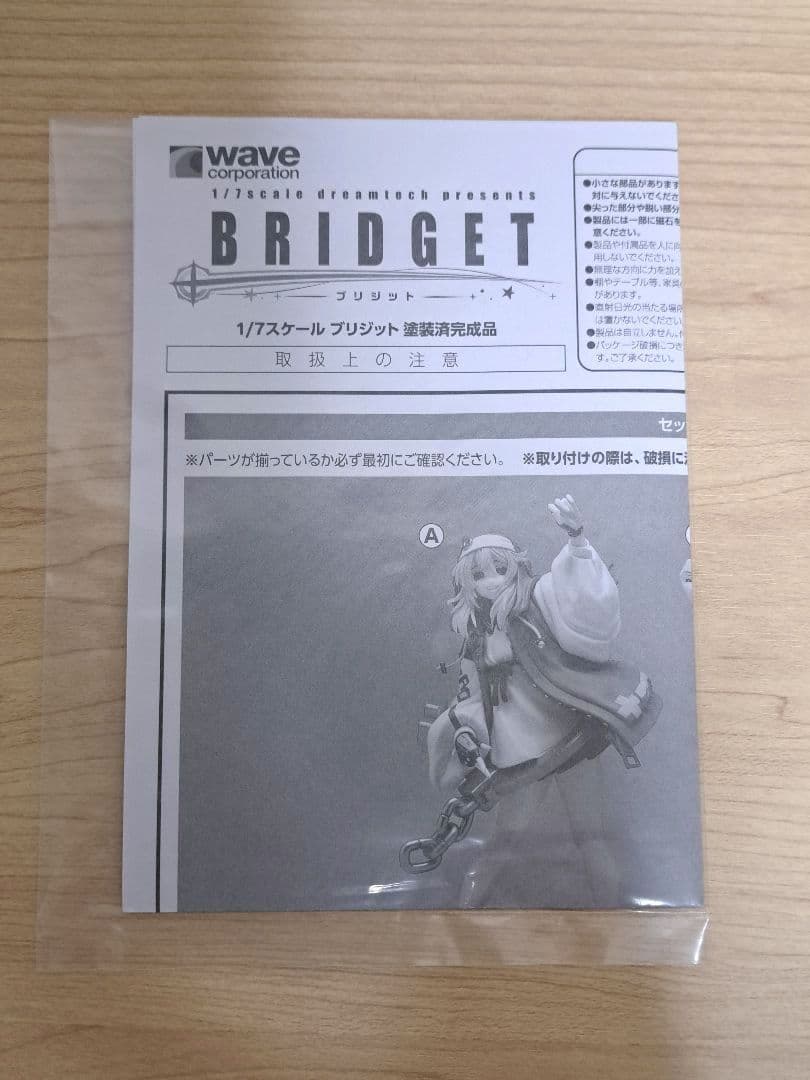 wave
corporation
1/7scale dreamtech presents
BRIDGET
ブリジット
1/7スケール ブリジット 塗装済完成品
取扱上の注意
●小さな部品があります
対に与えないでくださ
●尖った部分や鋭い部分
●製品には一部に磁石を
意ください。
●製品や付属品を人に向
用しないでください。
●無理な方向に力を加え
●棚やテーブル等、家具
があります。
●直射日光の当たる場所
は置かないでください
●製品は自立しません。
●パッケージ破損につき
す。ご了承ください。
セッ
※パーツが揃っているか必ず最初にご確認ください。 ※取り付けの際は、破損に
A